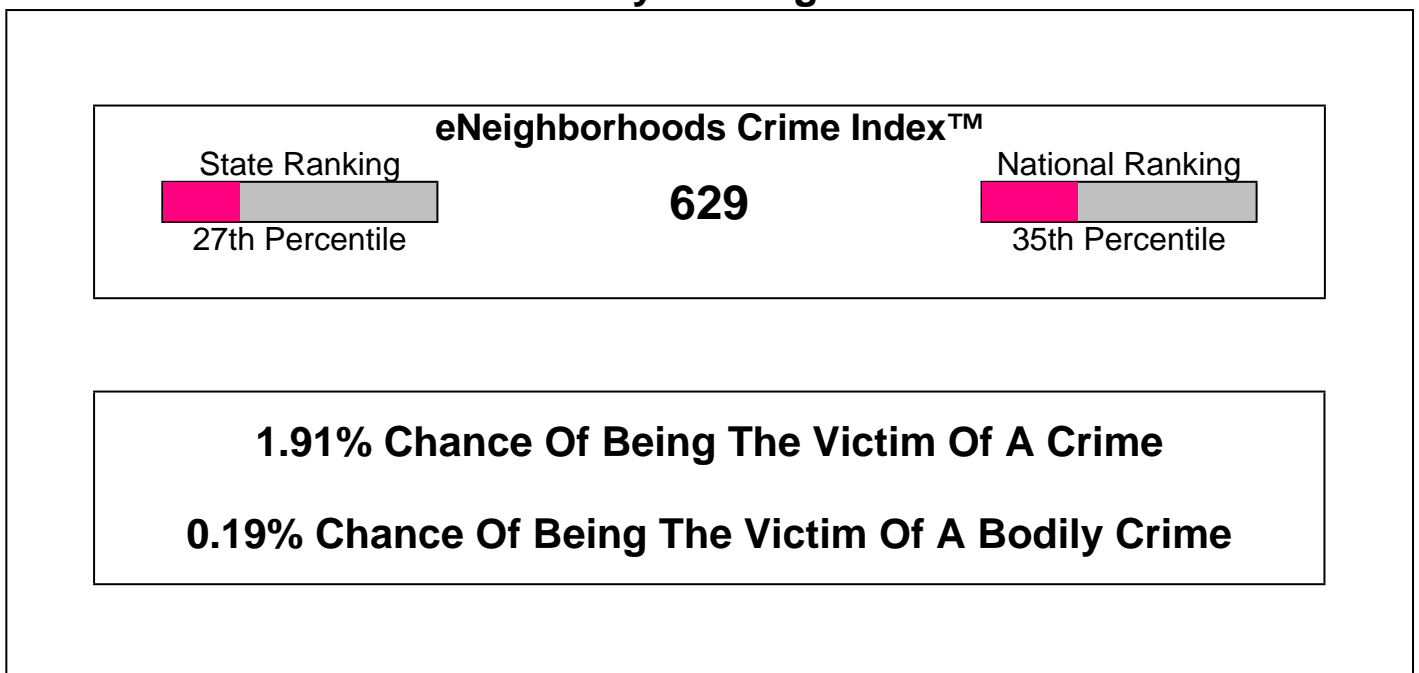 eNeighborhoods Crime Index™
State Ranking
National Ranking
629
27th Percentile
35th Percentile
1.91% Chance Of Being The Victim Of A Crime
0.19% Chance Of Being The Victim Of A Bodily Crime